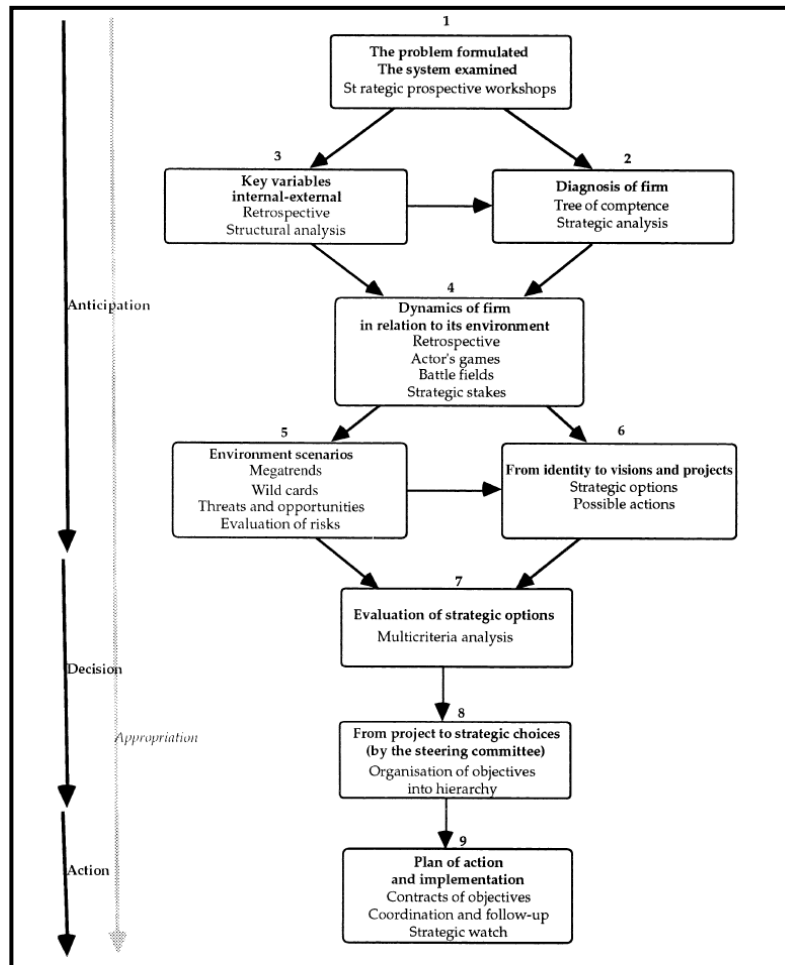 1
The problem formulated
The system examined
St rategic prospective workshops
3
Key variables
internal-external
Retrospective
Structural analysis
2
Diagnosis of firm
Tree of comptence
Strategic analysis
Anticipation
4
Dynamics of firm
in relation to its environment
Retrospective
Actor's games
Battle fields
Strategic stakes
5
Environment scenarios
Megatrends
Wild cards
Threats and opportunities
Evaluation of risks
6
From identity to visions and projects
Strategic options
Possible actions
7
Evaluation of strategic options
Multicriteria analysis
Decision
Appropriation
8
From project to strategic choices
(by the steering committee)
Organisation of objectives
into hierarchy
9
Plan of action
and implementation
Contracts of objectives
Coordination and follow-up
Strategic watch
Action